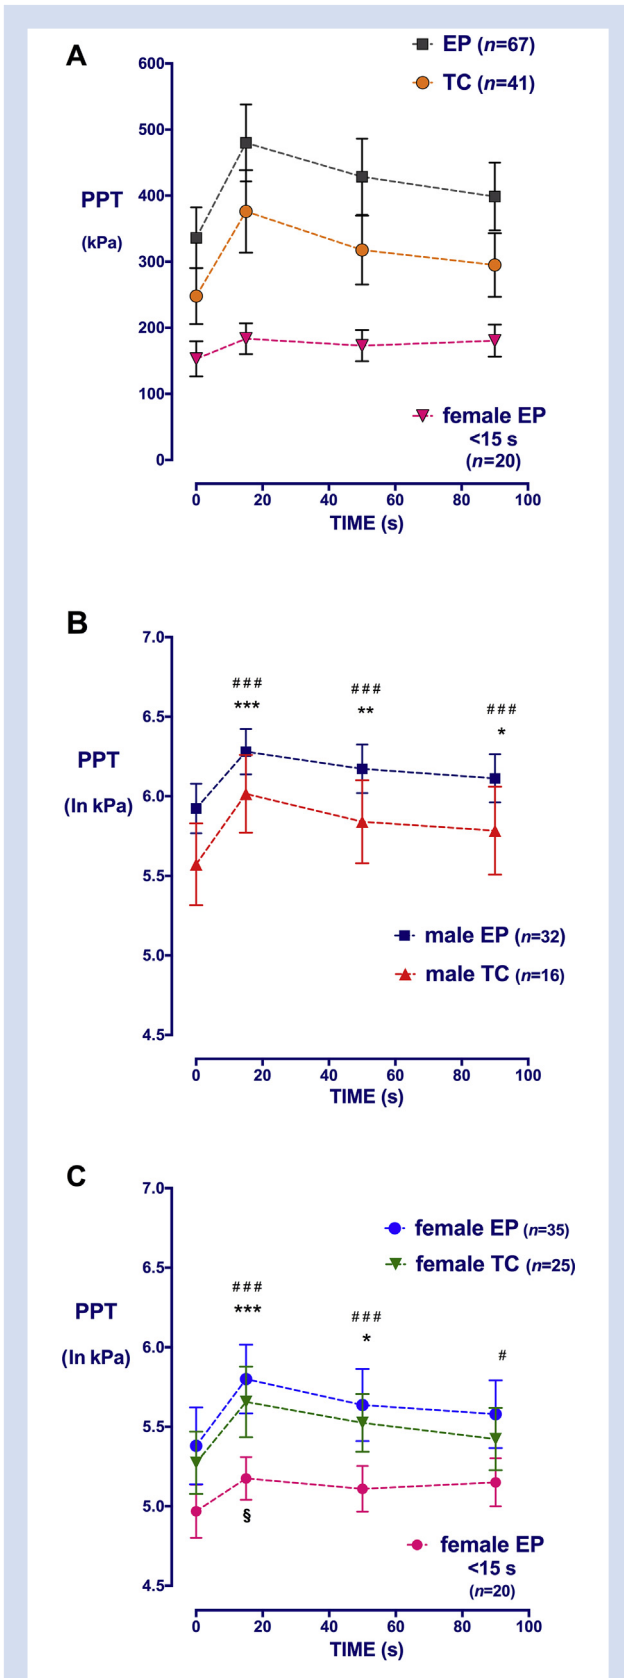 A
EP (n=67)
TC (n=41)
600
500
400
300
200
100
0
PPT
(kPa)
female EP
<15 s
(n=20)
0 20 40 60 80 100
TIME (s)
B
7.0
6.5
6.0
5.5
5.0
4.5
PPT
(ln kPa)
### ### ###
*** ** *
male EP (n=32)
male TC (n=16)
0 20 40 60 80 100
TIME (s)
C
7.0
6.5
6.0
5.5
5.0
4.5
PPT
(ln kPa)
female EP (n=35)
female TC (n=25)
### ### #
*** *
§
female EP
<15 s
(n=20)
0 20 40 60 80 100
TIME (s)